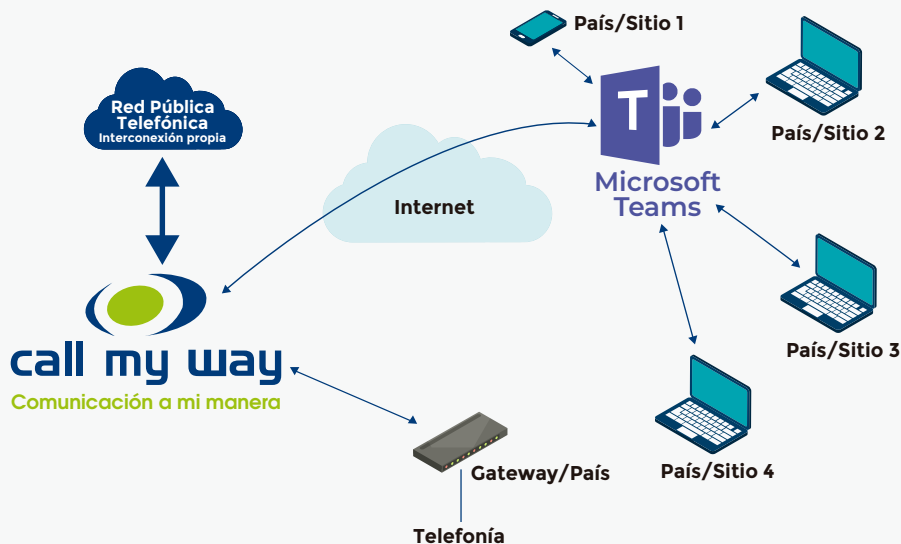 País/Sitio 1
Red Pública
Telefónica
Interconexión propia
T
País/Sitio 2
Microsoft
Teams
Internet
call my way
Comunicación a mi manera
País/Sitio 3
País/Sitio 4
Gateway/País
Telefonía